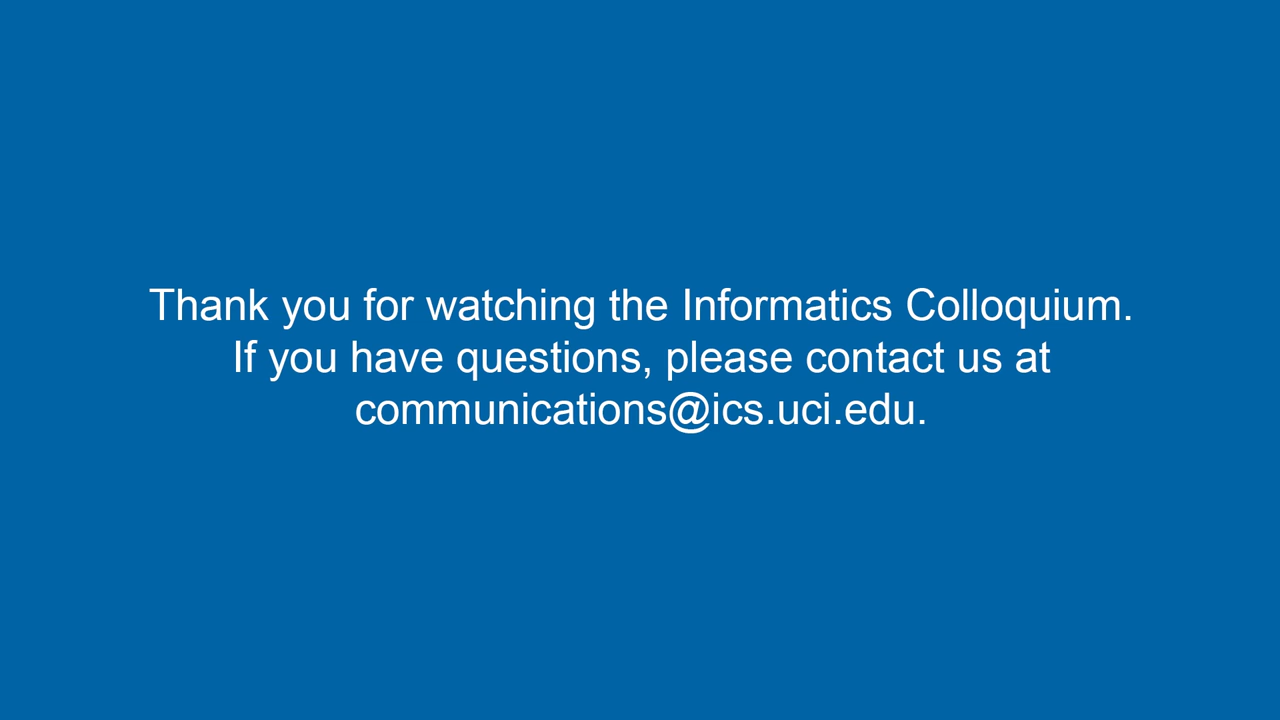 Thank you for watching the Informatics Colloquium.
If you have questions, please contact us at
communications@ics.uci.edu.